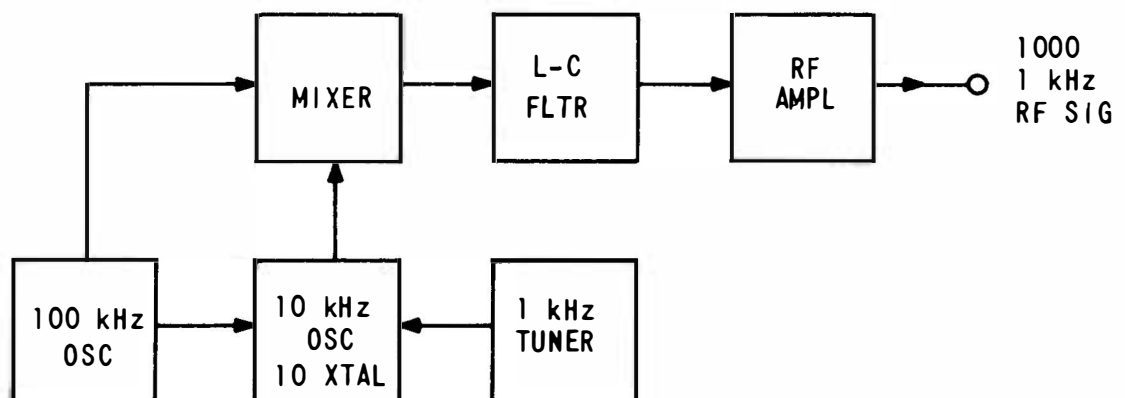 MIXER
L-C
FLTR
RF
AMPL
1000
1 kHz
RF SIG
100 kHz
OSC
10 kHz
OSC
10 XTAL
1 kHz
TUNER